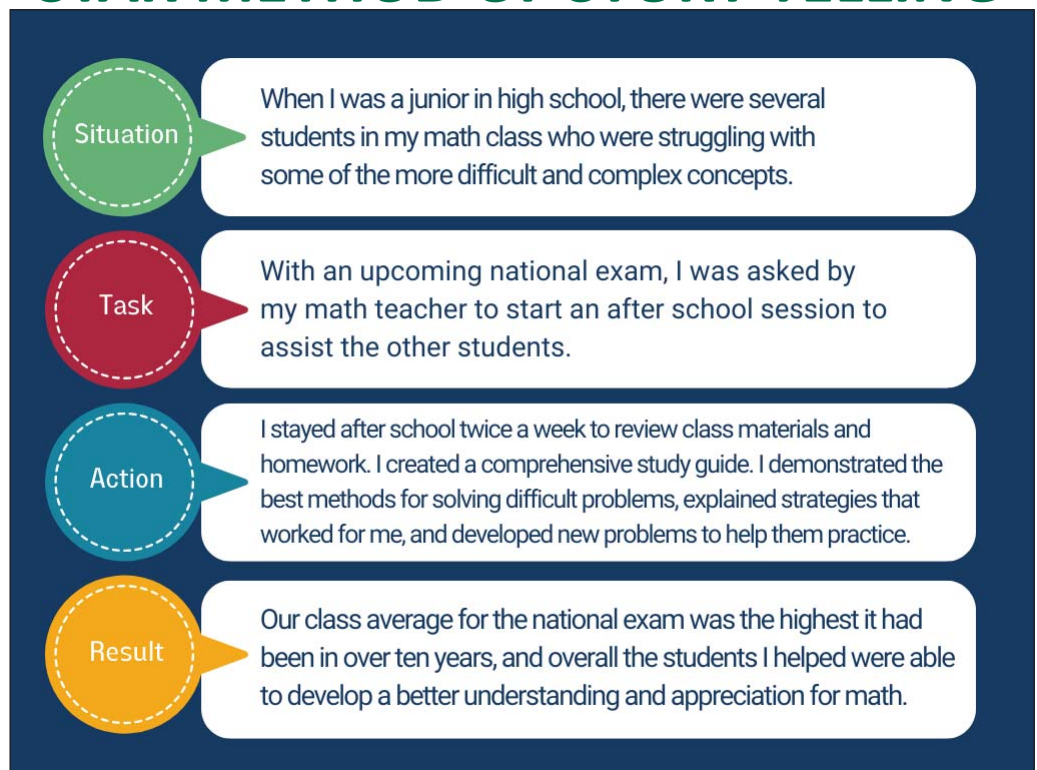 STAR METHOD OF STORY TELLING
Situation
When I was a junior in high school, there were several
students in my math class who were struggling with
some of the more difficult and complex concepts.
Task
With an upcoming national exam, I was asked by
my math teacher to start an after school session to
assist the other students.
Action
I stayed after school twice a week to review class materials and
homework. I created a comprehensive study guide. I demonstrated the
best methods for solving difficult problems, explained strategies that
worked for me, and developed new problems to help them practice.
Result
Our class average for the national exam was the highest it had
been in over ten years, and overall the students I helped were able
to develop a better understanding and appreciation for math.